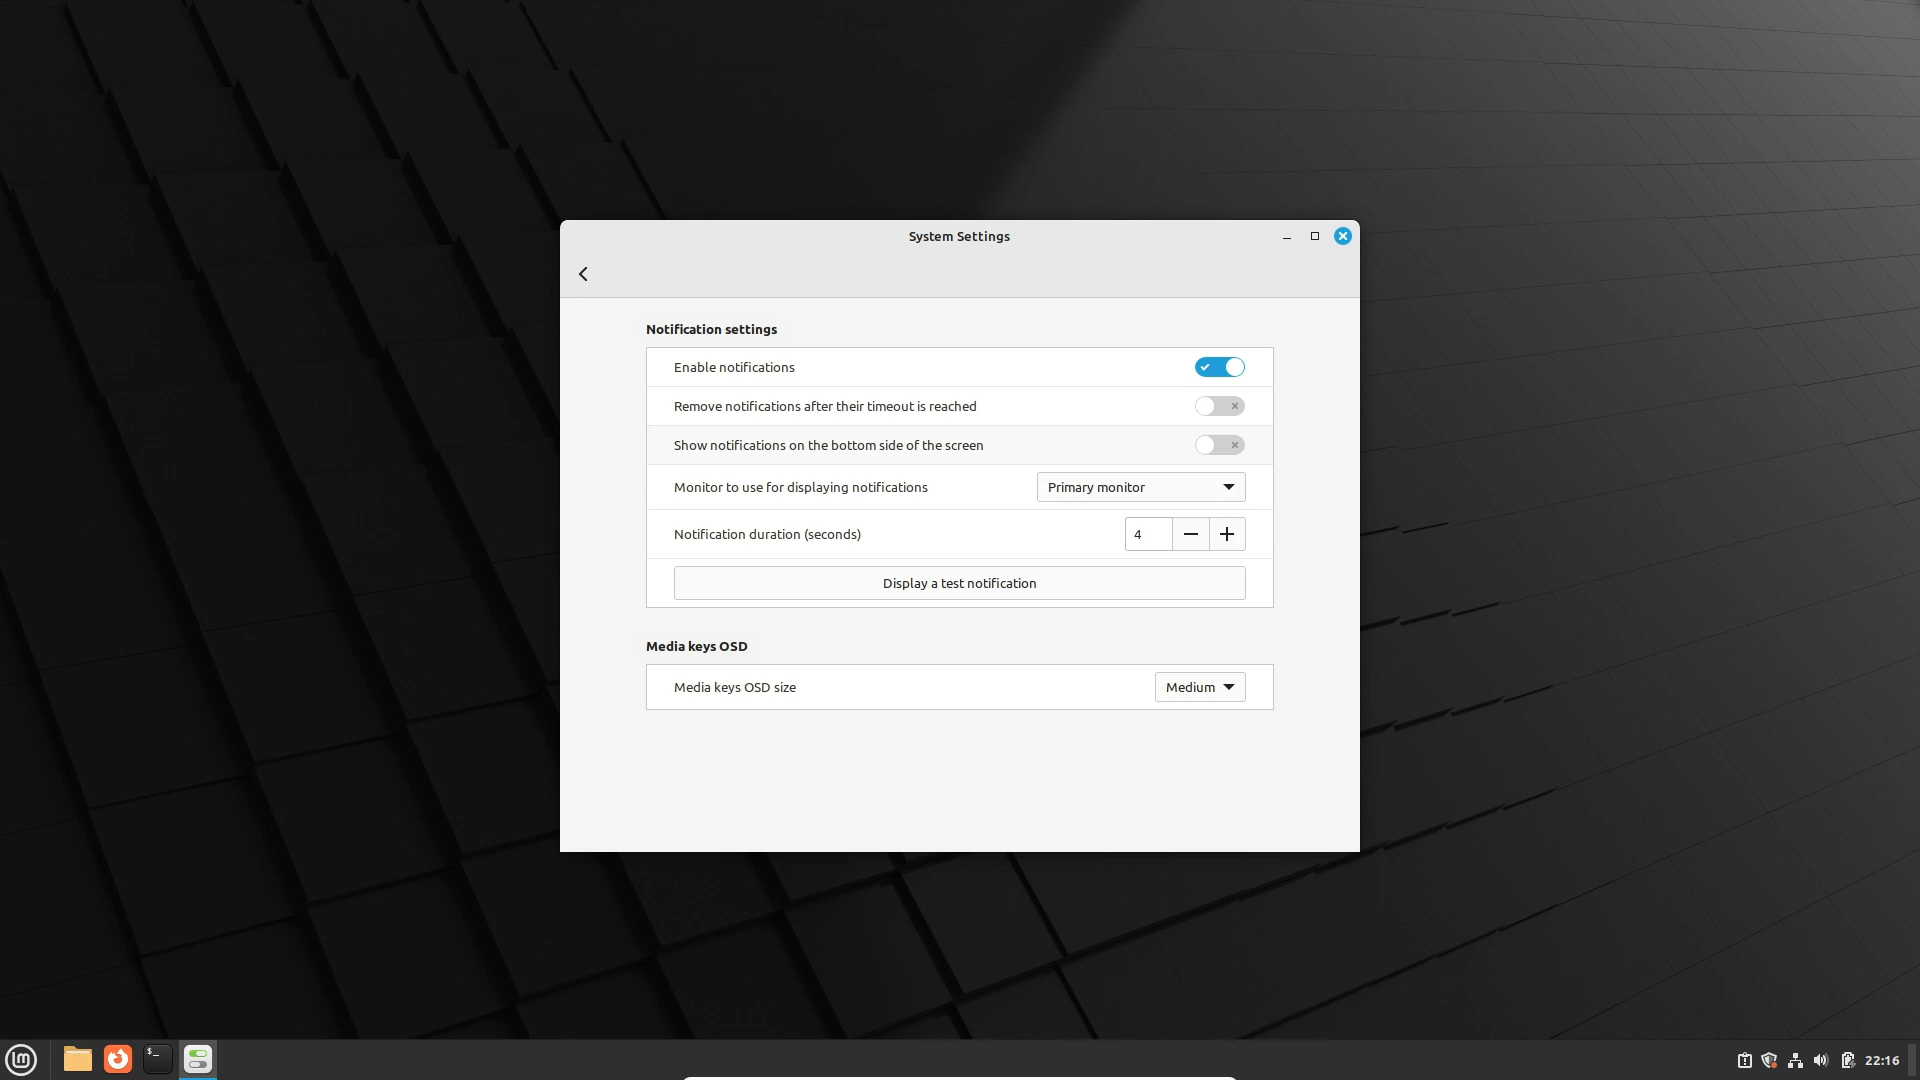 System Settings
Notification settings
Enable notifications
Remove notifications after their timeout is reached
Show notifications on the bottom side of the screen
Monitor to use for displaying notifications
Primary monitor
Notification duration (seconds)
4
Display a test notification
Media keys OSD
Media keys OSD size
Medium
$_
22:16